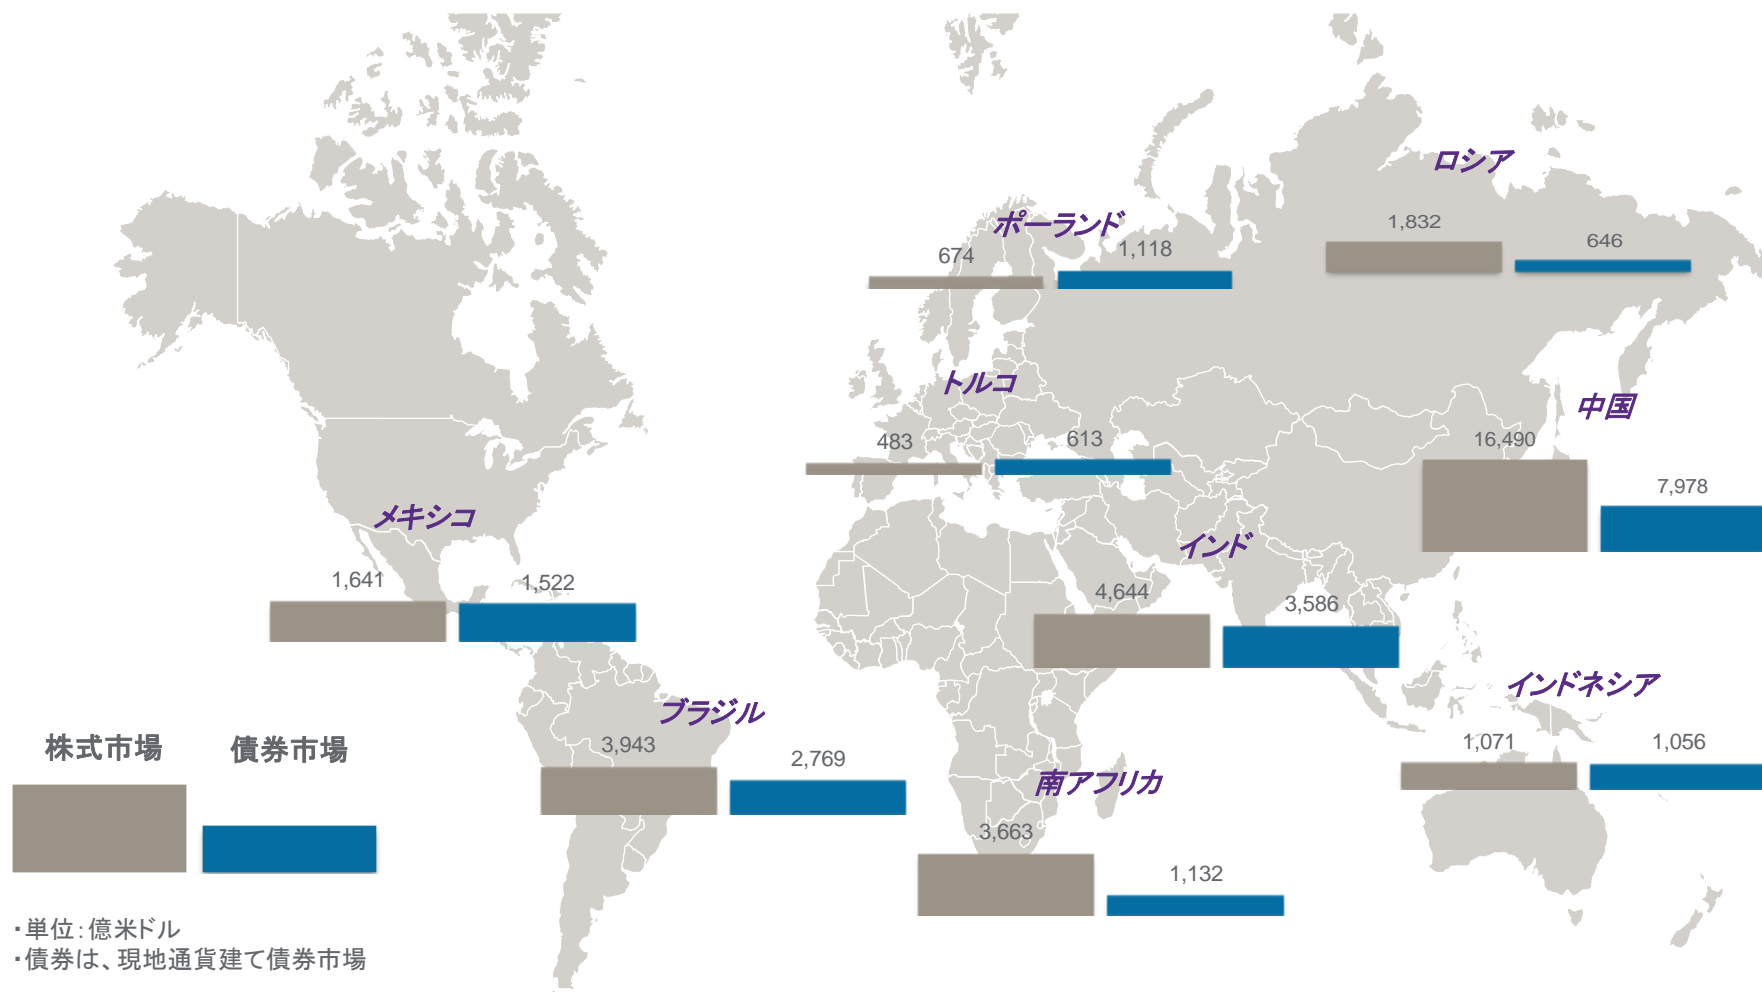 ロシア
1,832
646
ポーランド
674
1,118
トルコ
483
613
中国
16,490
7,978
メキシコ
1,641
1,522
インド
4,644
3,586
インドネシア
1,071
1,056
ブラジル
3,943
2,769
南アフリカ
3,663
1,132
株式市場
債券市場
・単位：億米ドル
・債券は、現地通貨建て債券市場